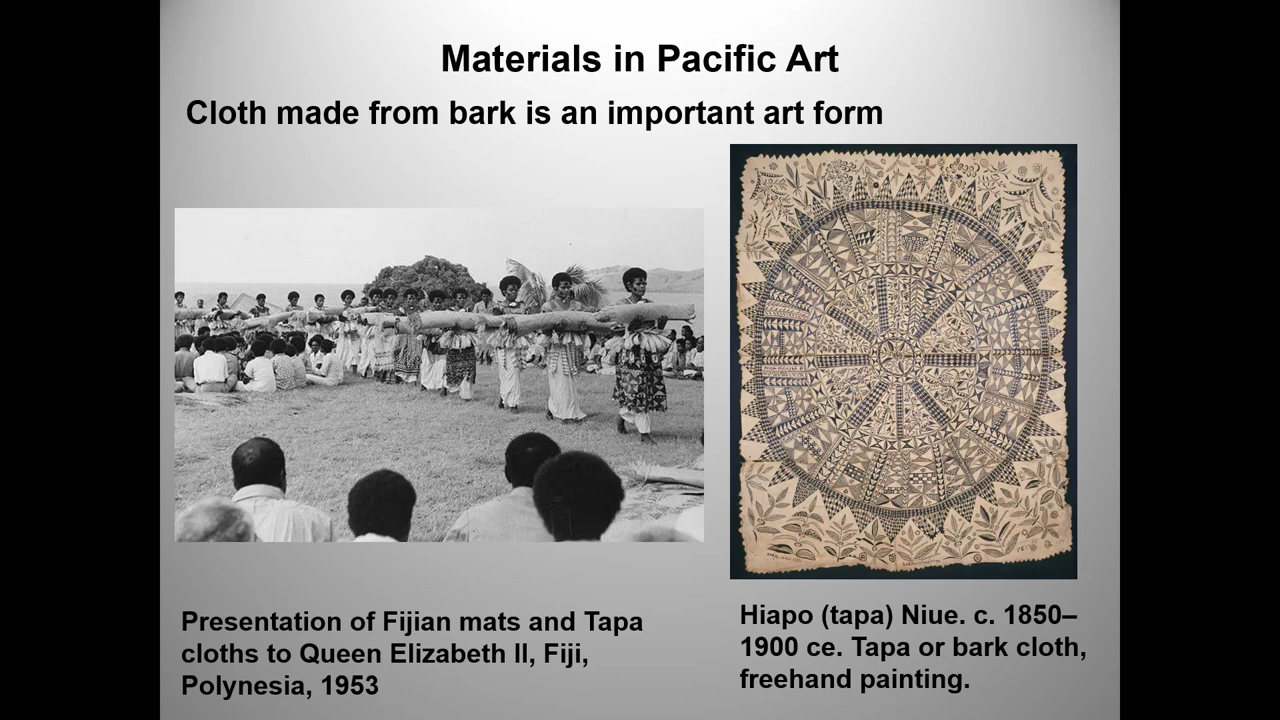 Materials in Pacific Art
Cloth made from bark is an important art form
Presentation of Fijian mats and Tapa
cloths to Queen Elizabeth II, Fiji,
Polynesia, 1953
Hiapo (tapa) Niue. c. 1850–
1900 ce. Tapa or bark cloth,
freehand painting.